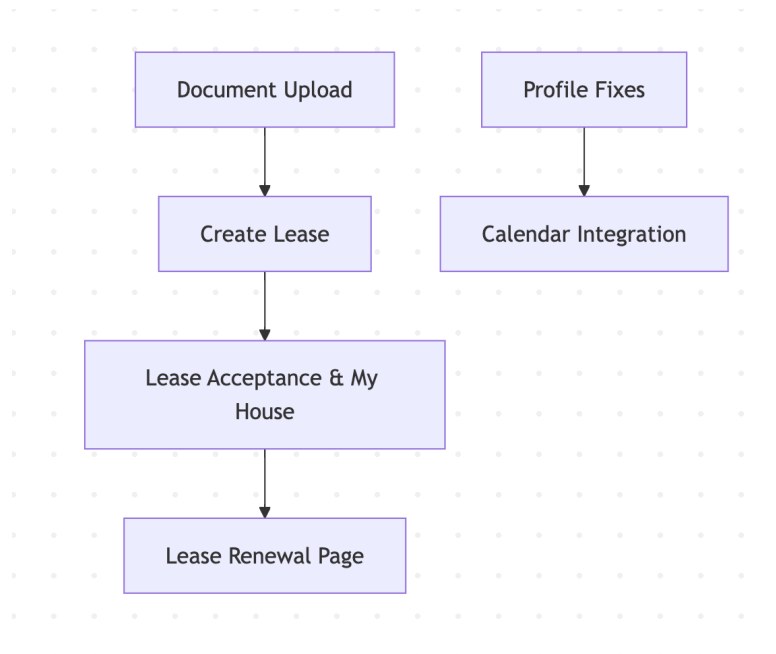 Document Upload
Profile Fixes
Create Lease
Calendar Integration
Lease Acceptance & My
House
Lease Renewal Page